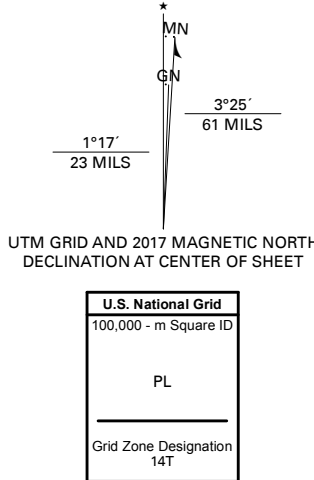 MN
GN
3°25´
61 MILS
1°17´
23 MILS
UTM GRID AND 2017 MAGNETIC NORTH
DECLINATION AT CENTER OF SHEET
U.S. National Grid
100,000 - m Square ID
PL
Grid Zone Designation
14T